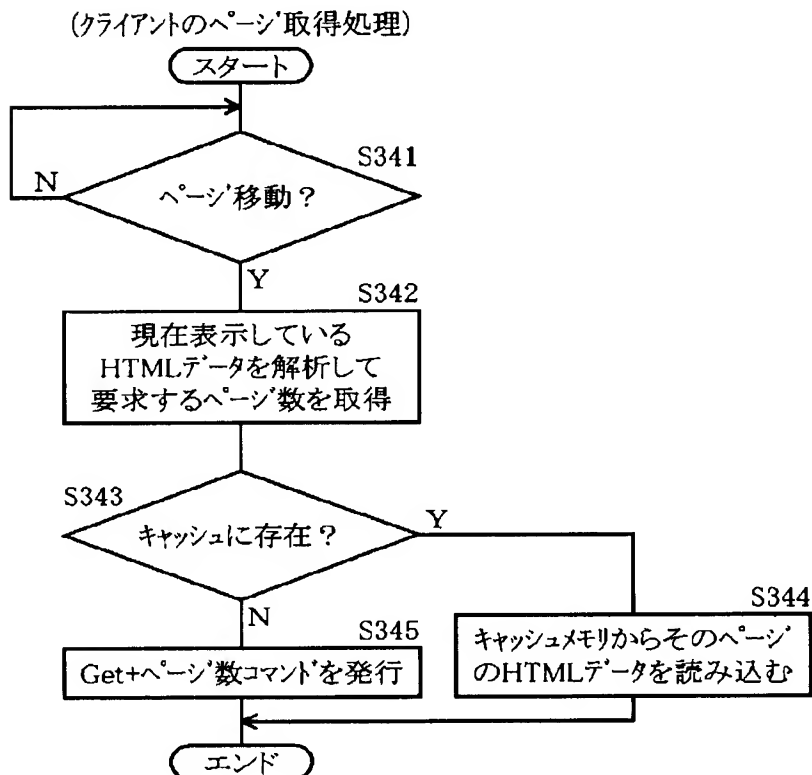 (クライアントのページ取得処理)
スタート
S341
N
ページ移動?
Y
S342
現在表示している
HTMLデータを解析して
要求するページ数を取得
S343
Y
キャッシュに存在?
N
S344
キャッシュメモリからそのページ
のHTMLデータを読み込む
S345
Get+ページ数コマンドを発行
エンド